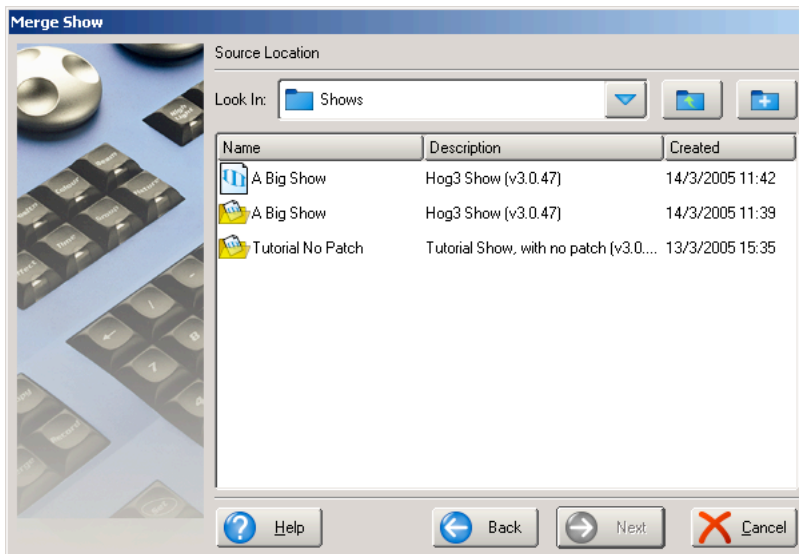 Merge Show
Source Location
Look In: Shows
Name Description Created
A Big Show Hog3 Show (v3.0.47) 14/3/2005 11:42
A Big Show Hog3 Show (v3.0.47) 14/3/2005 11:39
Tutorial No Patch Tutorial Show, with no patch (v3.0.... 13/3/2005 15:35
Help Back Next Cancel